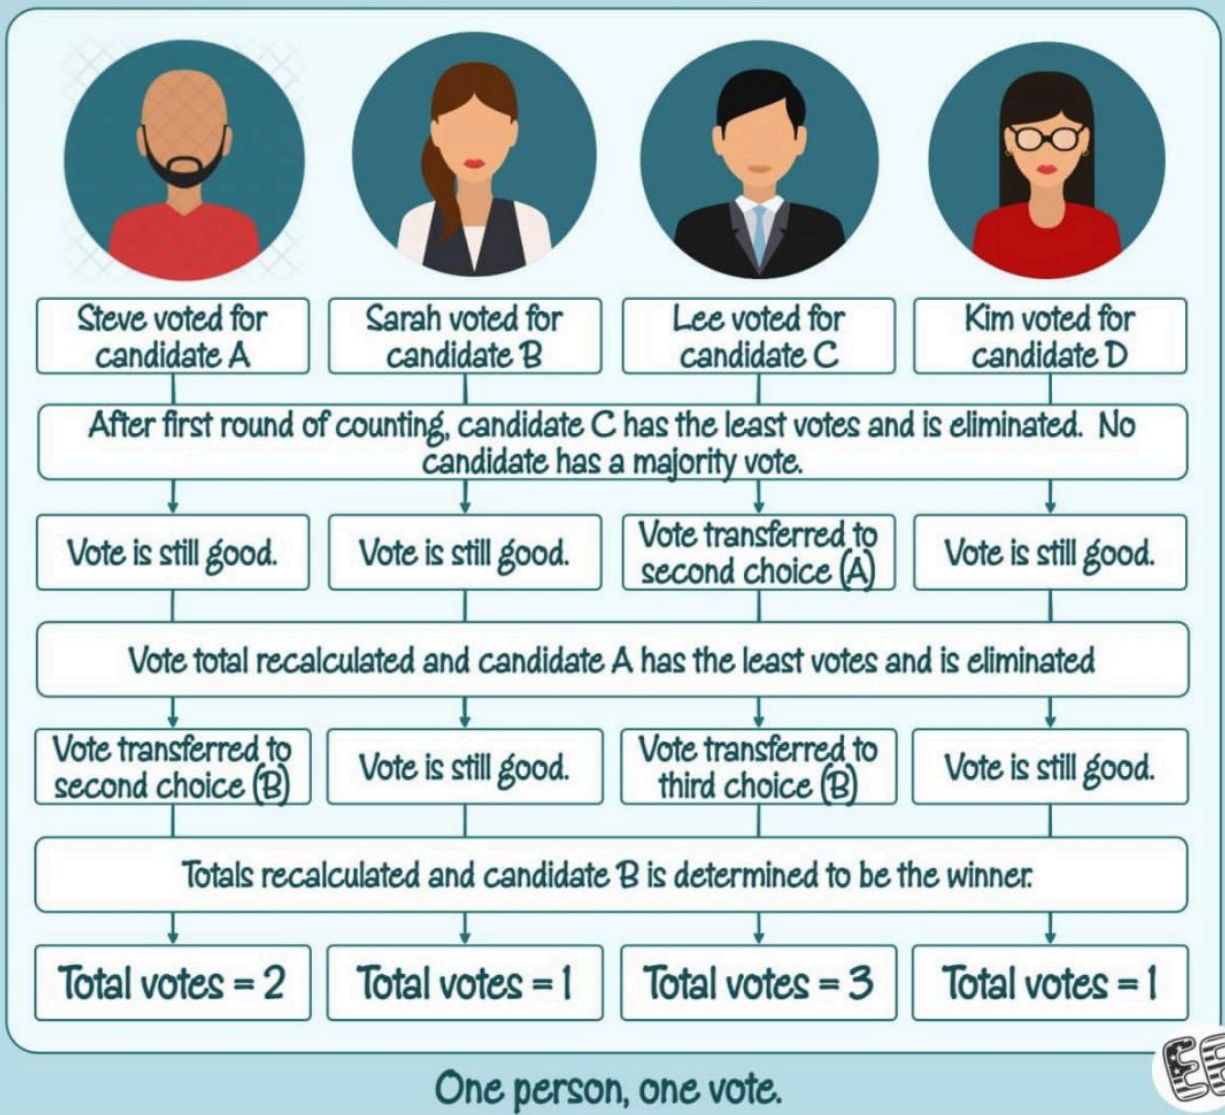 Steve voted for
candidate A
Sarah voted for
candidate B
Lee voted for
candidate C
Kim voted for
candidate D
After first round of counting, candidate C has the least votes and is eliminated. No
candidate has a majority vote.
Vote is still good.
Vote is still good.
Vote transferred to
second choice (A)
Vote is still good.
Vote total recalculated and candidate A has the least votes and is eliminated
Vote transferred to
second choice (B)
Vote is still good.
Vote transferred to
third choice (B)
Vote is still good.
Totals recalculated and candidate B is determined to be the winner.
Total votes = 2
Total votes = 1
Total votes = 3
Total votes = 1
One person, one vote.